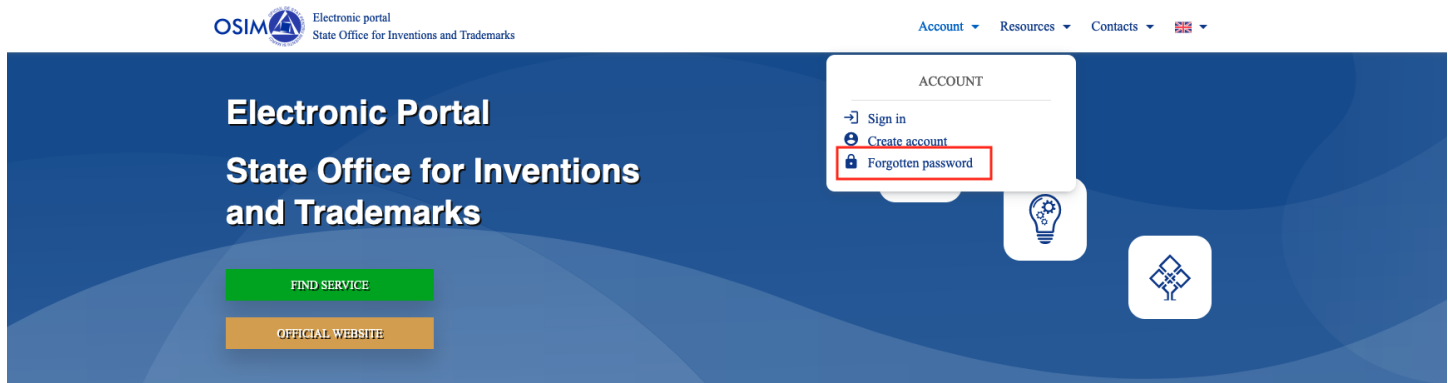 OSIM
Electronic portal
State Office for Inventions and Trademarks
Account
Resources
Contacts
ACCOUNT
Sign in
Create account
Forgotten password
Electronic Portal
State Office for Inventions
and Trademarks
FIND SERVICE
OFFICIAL WEBSITE